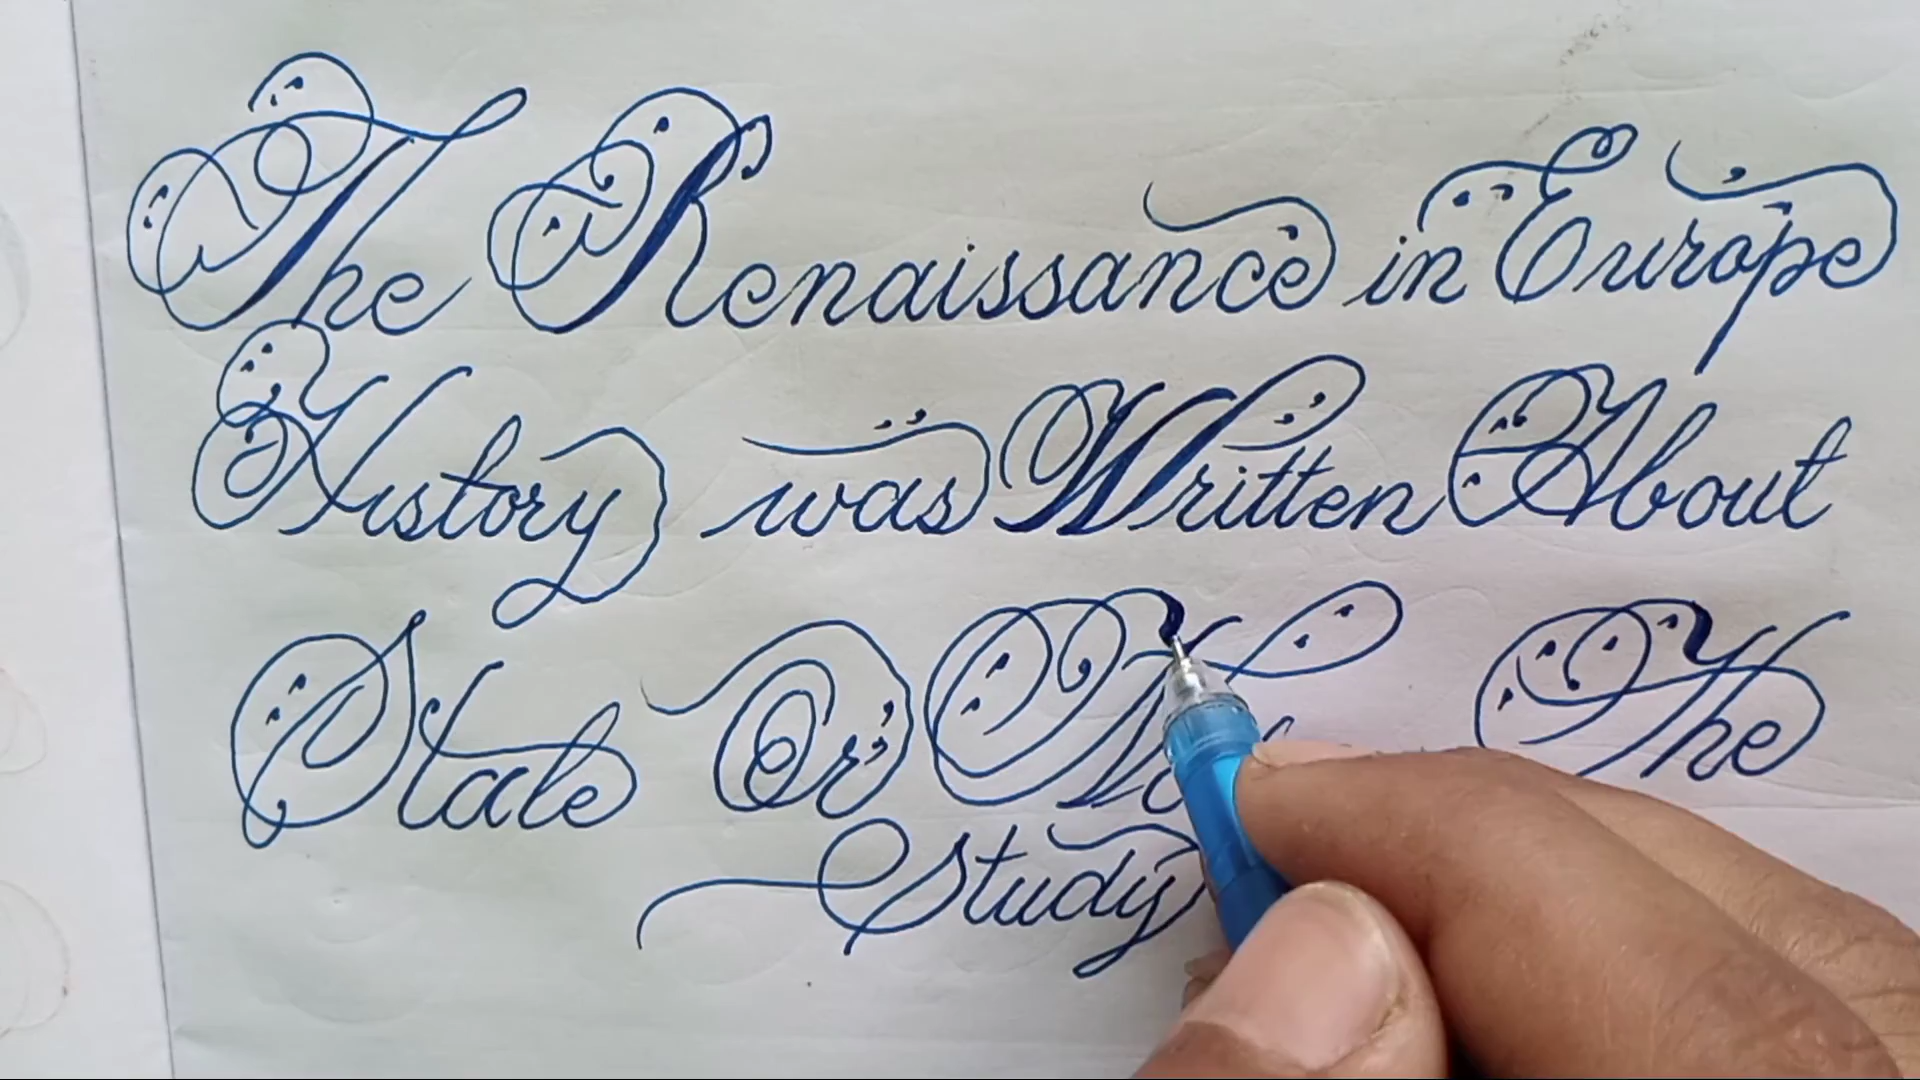 The Renaissance in Europe
History was Written About
State Or The
Study